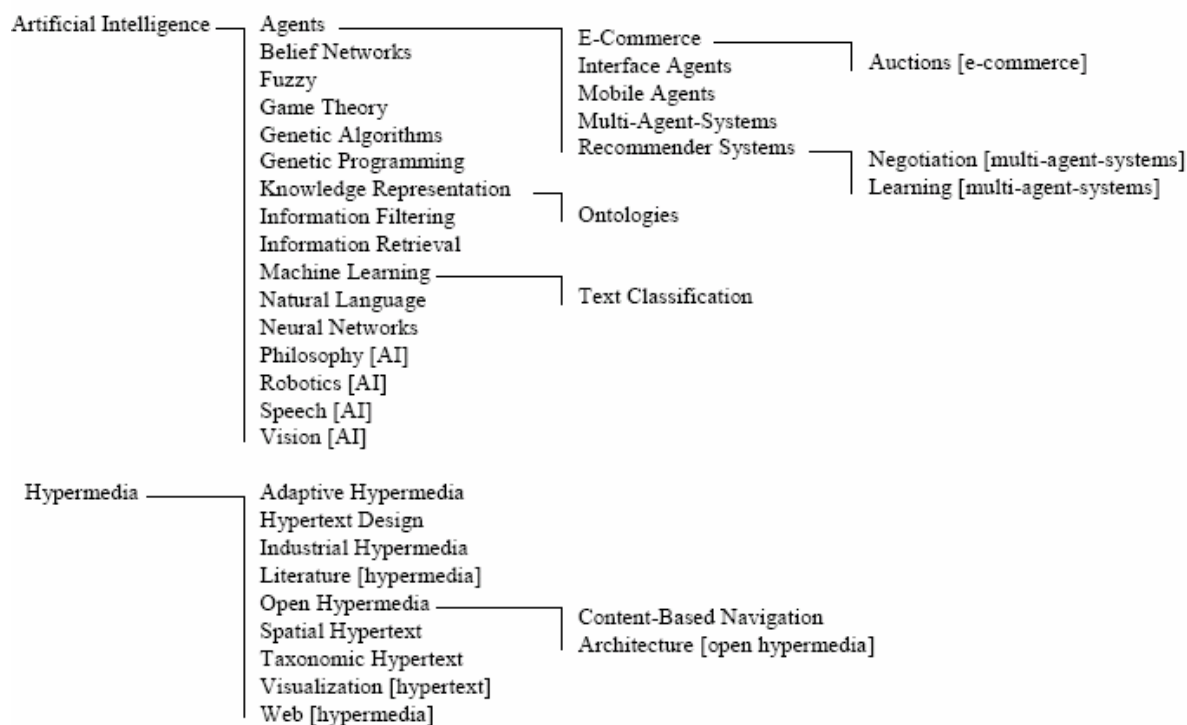 Artificial Intelligence
Agents
Belief Networks
Fuzzy
Game Theory
Genetic Algorithms
Genetic Programming
Knowledge Representation
Information Filtering
Information Retrieval
Machine Learning
Natural Language
Neural Networks
Philosophy [AI]
Robotics [AI]
Speech [AI]
Vision [AI]
E-Commerce
Interface Agents
Mobile Agents
Multi-Agent-Systems
Recommender Systems
Auctions [e-commerce]
Negotiation [multi-agent-systems]
Learning [multi-agent-systems]
Ontologies
Text Classification
Hypermedia
Adaptive Hypermedia
Hypertext Design
Industrial Hypermedia
Literature [hypermedia]
Open Hypermedia
Spatial Hypertext
Taxonomic Hypertext
Visualization [hypertext]
Web [hypermedia]
Content-Based Navigation
Architecture [open hypermedia]